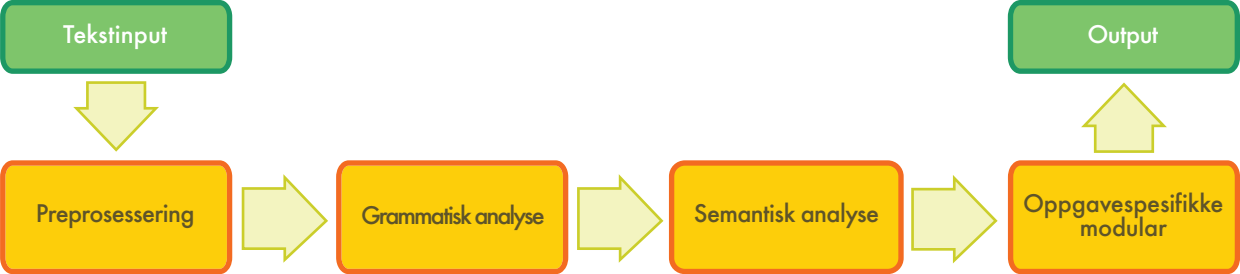 Tekstinput
Output
Preprosessering
Grammatisk analyse
Semantisk analyse
Oppgavespesifikke
modular